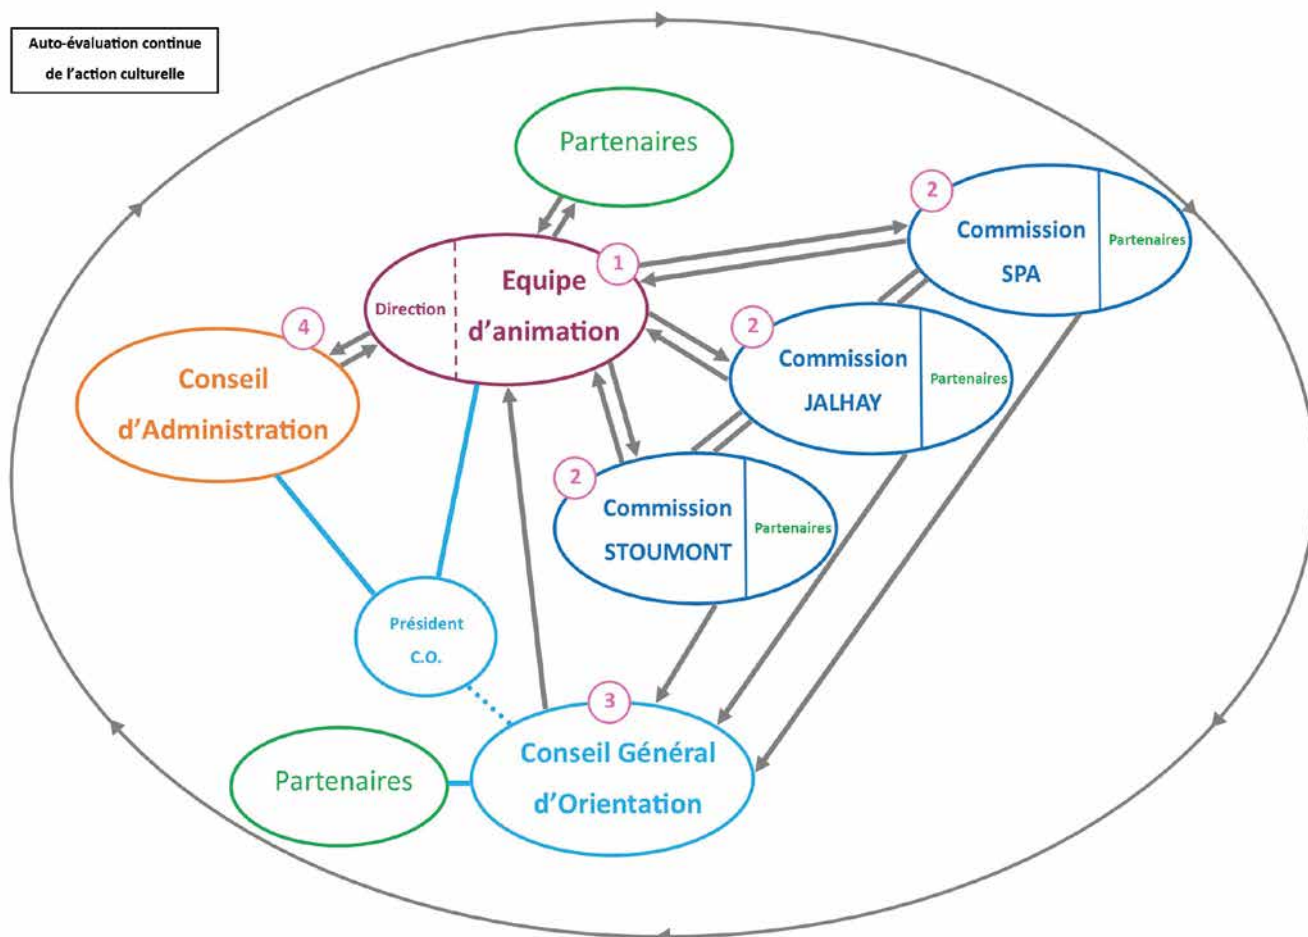 Auto-évaluation continue
de l'action culturelle
Partenaires
2
Commission
SPA
Partenaires
1
Equipe
d'animation
Direction
4
Conseil
d'Administration
2
Commission
JALHAY
Partenaires
2
Commission
STOUMONT
Partenaires
Président
C.O.
3
Conseil Général
d'Orientation
Partenaires